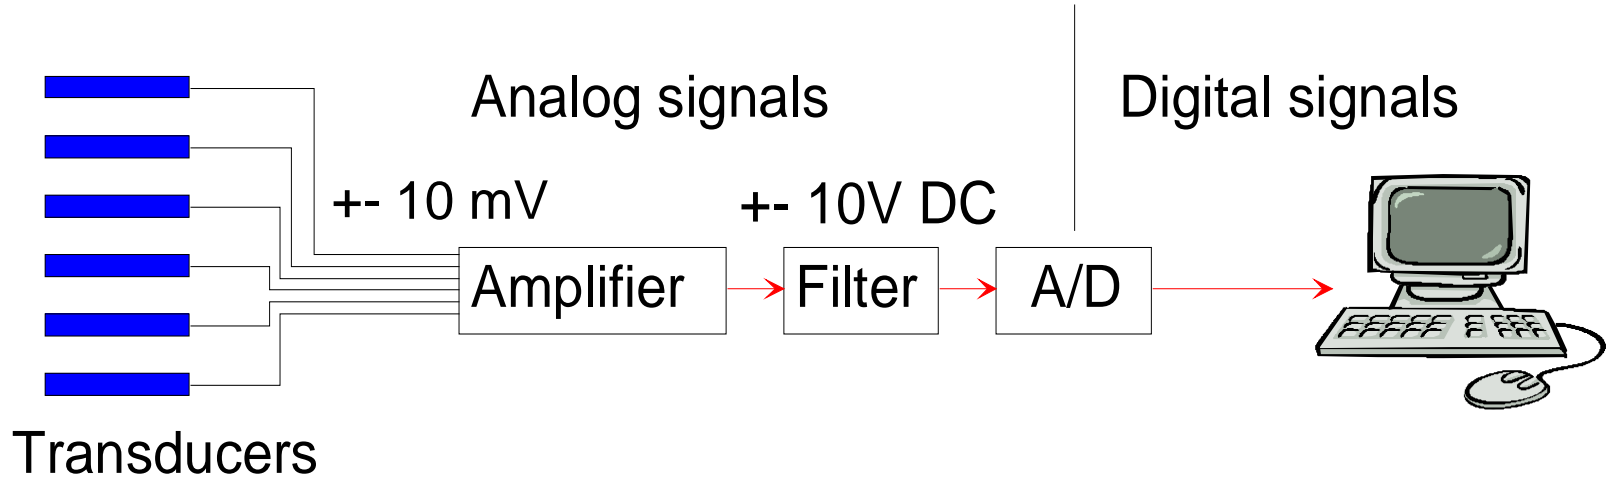 Analog signals
Digital signals
+- 10 mV
+- 10V DC
Amplifier
Filter
A/D
Transducers